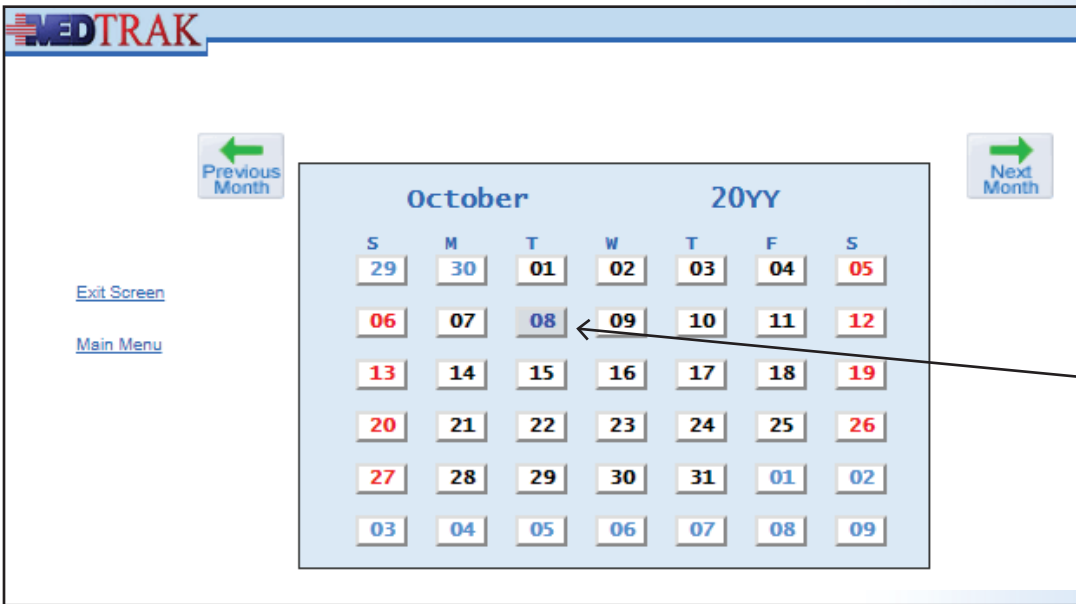 MEDTRAK
Previous
Month
Next
Month
October 20YY
S M T W T F S
29 30 01 02 03 04 05
Exit Screen
06 07 08 09 10 11 12
Main Menu
13 14 15 16 17 18 19
20 21 22 23 24 25 26
27 28 29 30 31 01 02
03 04 05 06 07 08 09